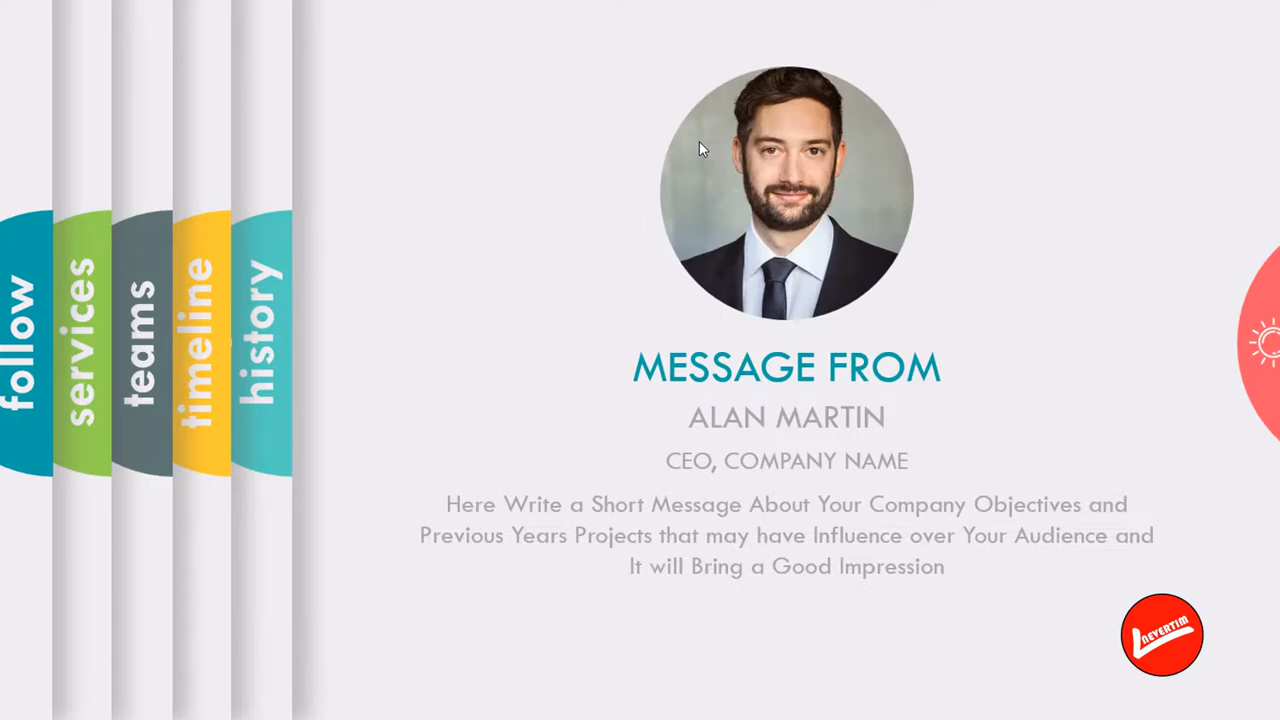 follow
services
teams
timeline
history
MESSAGE FROM
ALAN MARTIN
CEO, COMPANY NAME
Here Write a Short Message About Your Company Objectives and
Previous Years Projects that may have Influence over Your Audience and
It will Bring a Good Impression
NEVERTIM